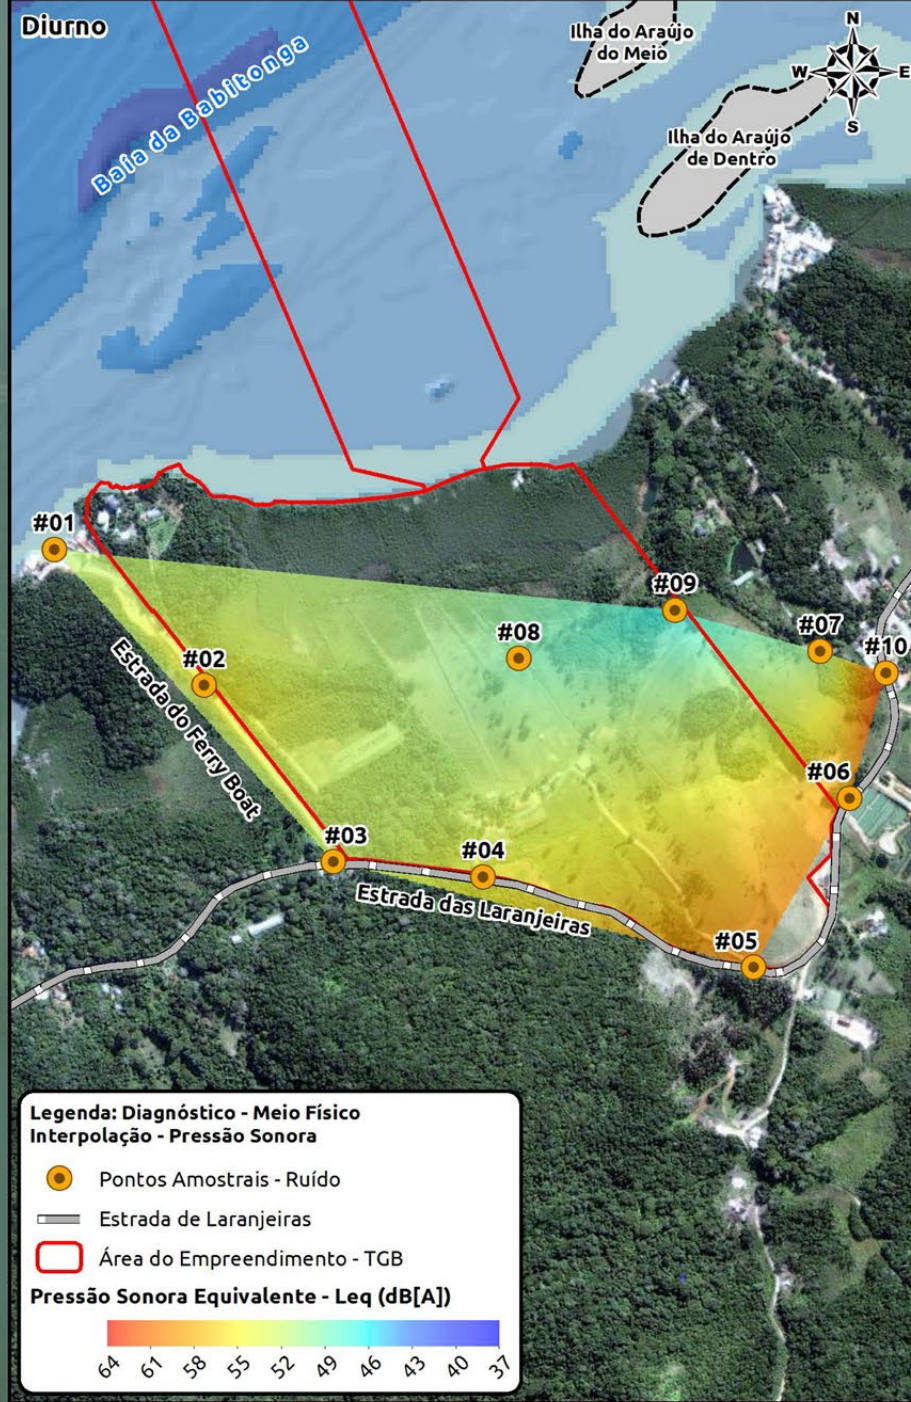 Diurno
Baía da Babitonga
Ilha do Araújo
do Meio
N
W
E
S
Ilha do Araújo
de Dentro
#01
#09
#08
#07
#10
#02
Estrada do Ferry Boat
#06
#03
#04
Estrada das Laranjeiras
#05
Legenda: Diagnóstico - Meio Físico
Interpolação - Pressão Sonora
Pontos Amostrais - Ruído
Estrada de Laranjeiras
Área do Empreendimento - TGB
Pressão Sonora Equivalente - Leq (dB[A])
64 61 58 55 52 49 46 43 40 37